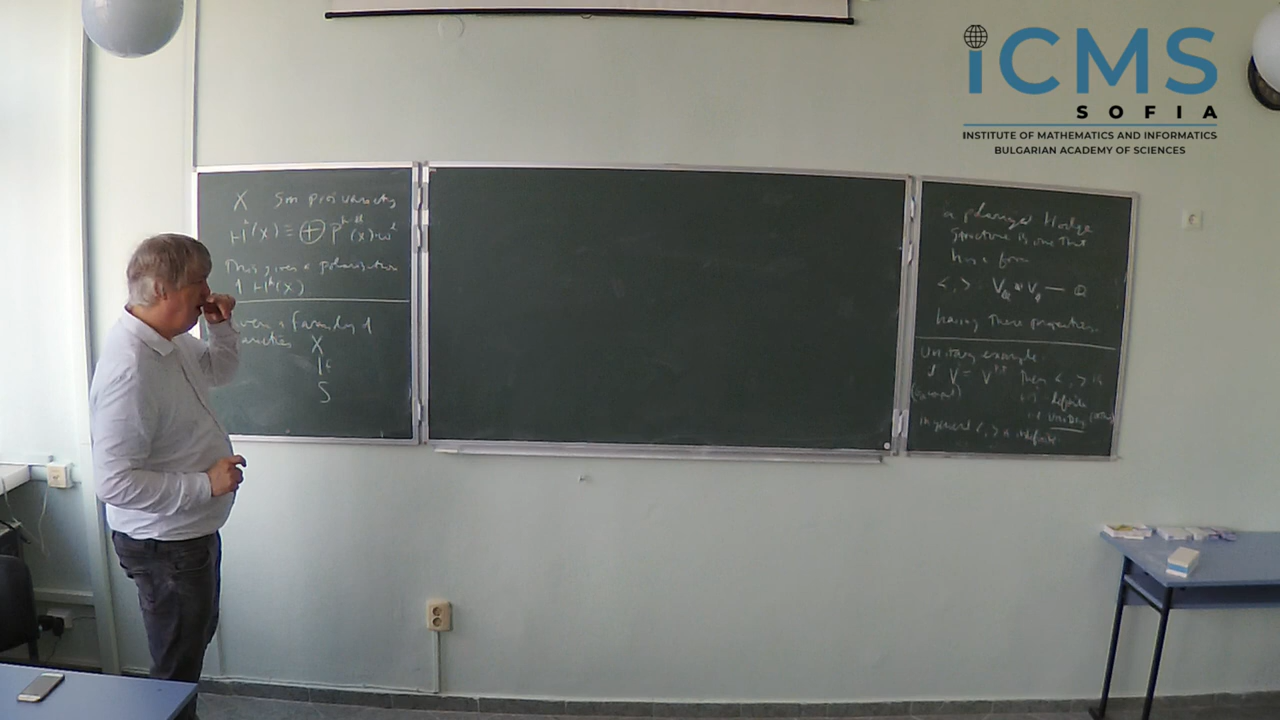 X Sm proj variety
H^k(X) = ⊕ P^{k-2l}(X)·ω^l
This gives a polarization
1 H^k(X)
Given a family of
varieties X
↓f
S
a polarized Hodge
Structure is one that
has a form
< , > V_Q ⊗ V_Q — Q
having these properties
Unitary example
if V = then < , > is
definite
Unitary
In general < , > is indefinite
iCMS
SOFIA
INSTITUTE OF MATHEMATICS AND INFORMATICS
BULGARIAN ACADEMY OF SCIENCES